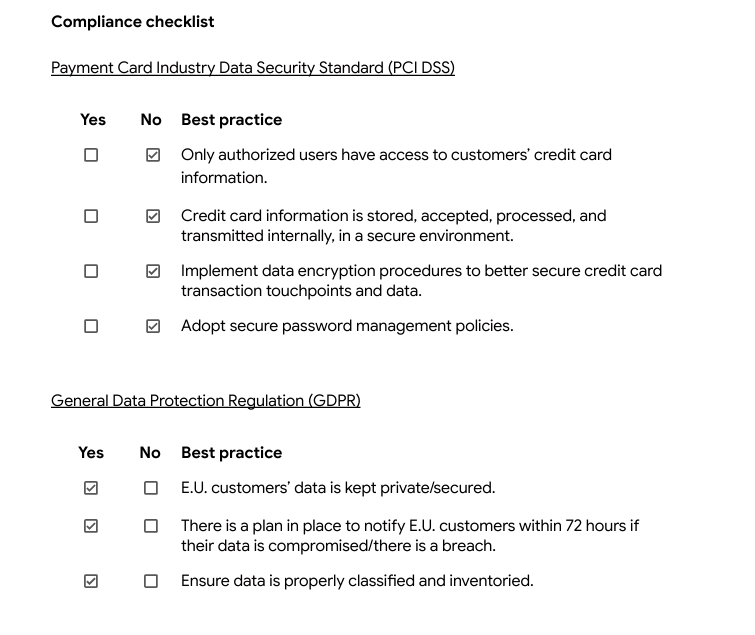 Compliance checklist
Payment Card Industry Data Security Standard (PCI DSS)
Yes No Best practice
Only authorized users have access to customers’ credit card
information.
Credit card information is stored, accepted, processed, and
transmitted internally, in a secure environment.
Implement data encryption procedures to better secure credit card
transaction touchpoints and data.
Adopt secure password management policies.
General Data Protection Regulation (GDPR)
Yes No Best practice
E.U. customers’ data is kept private/secured.
There is a plan in place to notify E.U. customers within 72 hours if
their data is compromised/there is a breach.
Ensure data is properly classified and inventoried.